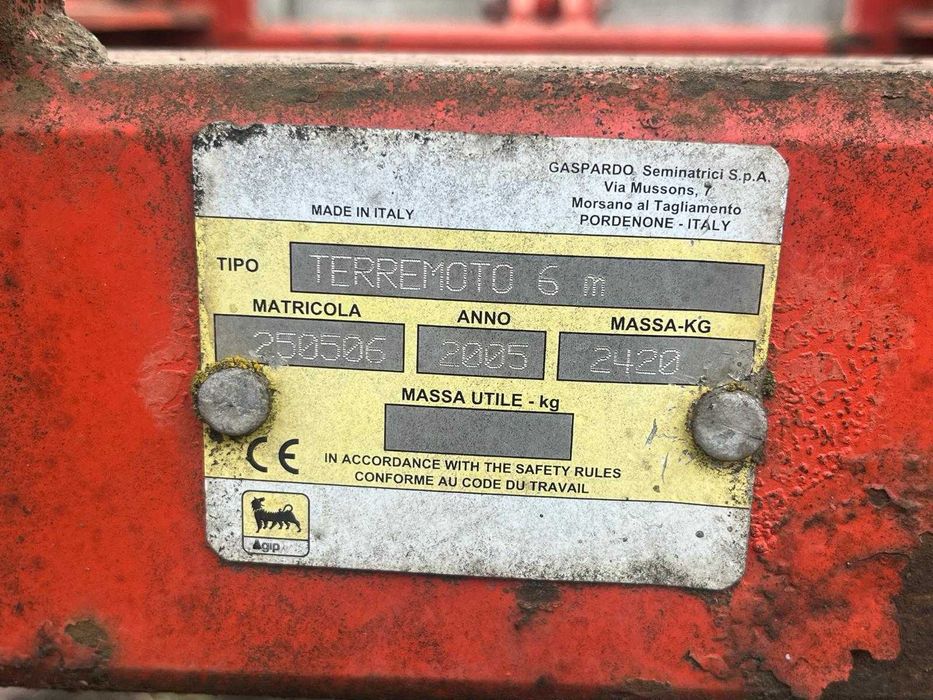 GASPARDO Seminatrici S.p.A.
Via Mussons, 7
Morsano al Tagliamento
PORDENONE - ITALY
MADE IN ITALY
TIPO TERREMOTO 6 m
MATRICOLA ANNO MASSA-KG
250506 2005 2420
MASSA UTILE - kg
CE
IN ACCORDANCE WITH THE SAFETY RULES
CONFORME AU CODE DU TRAVAIL
Agip